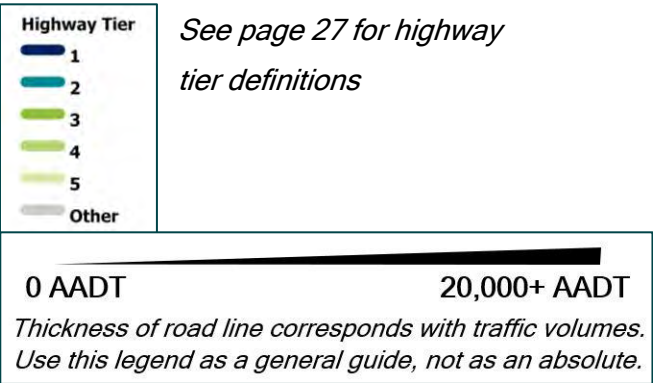 Highway Tier
1
2
3
4
5
Other
See page 27 for highway
tier definitions
0 AADT 20,000+ AADT
Thickness of road line corresponds with traffic volumes.
Use this legend as a general guide, not as an absolute.